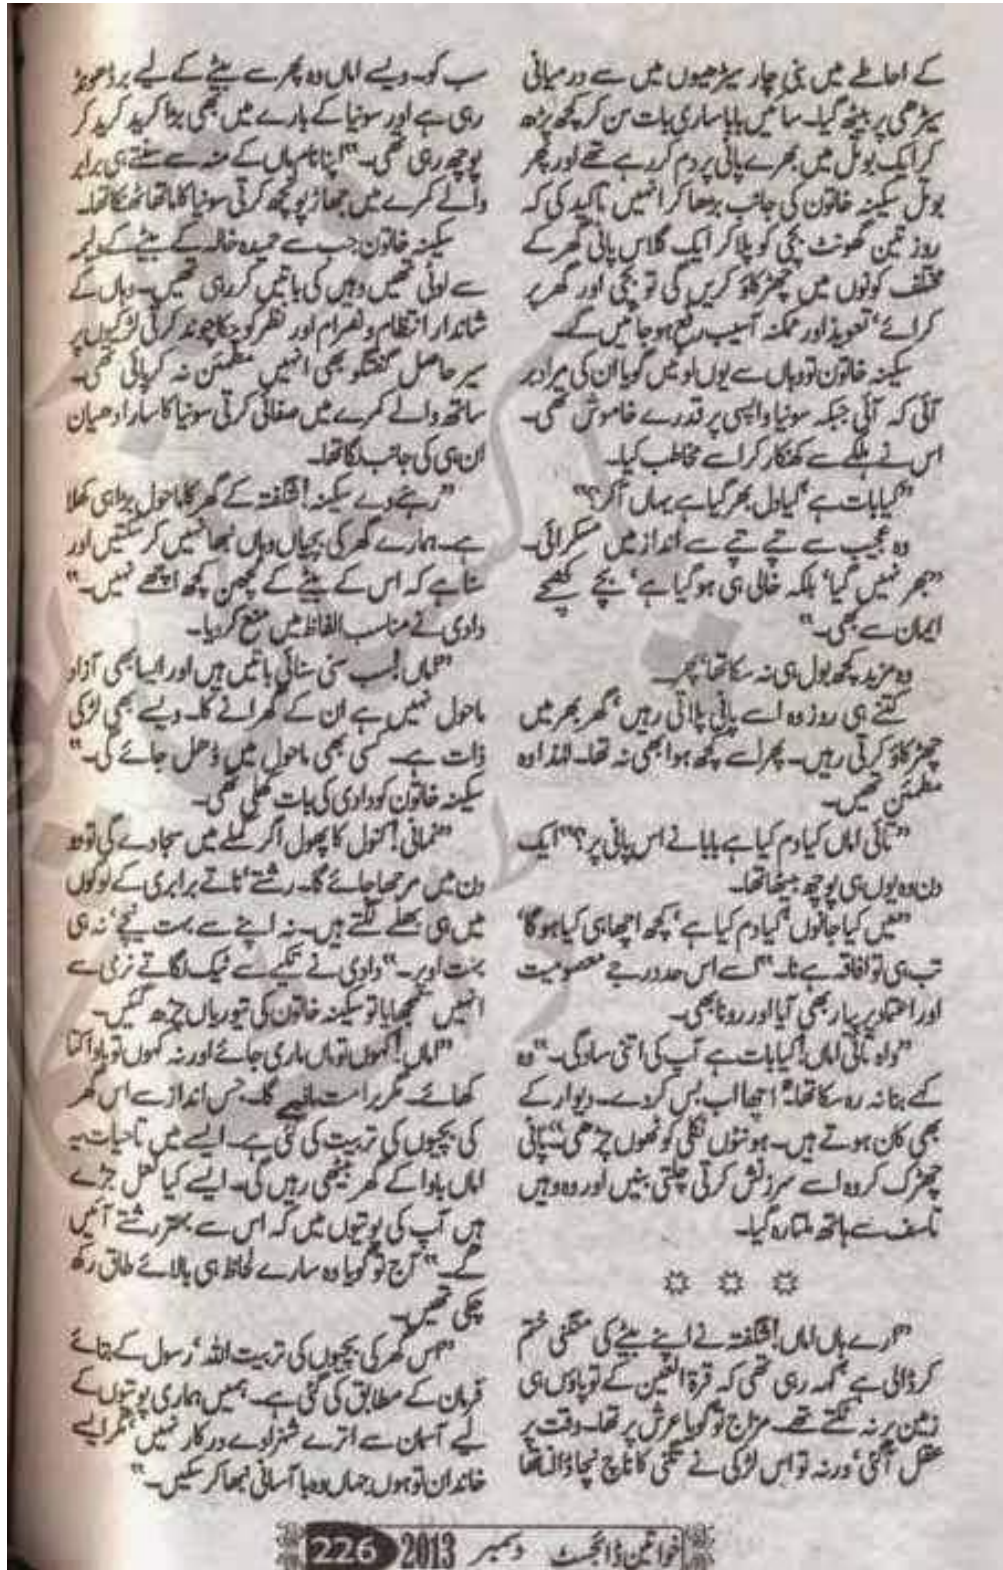 کے احاطے میں بنی چار سیڑھیوں میں سے درمیانی
سیڑھی پر بیٹھ گیا۔ سائیں بابا ساری بات سن کر کچھ پڑھ
کر ایک بوتل میں بھرے پانی پر دم کر رہے تھے اور پھر
بوتل سکینہ خاتون کی جانب بڑھا کر انہیں تاکید کی کہ
روز تین گھونٹ بچی کو پلا کر ایک گلاس پانی گھر کے
مختلف کونوں میں چھڑکاؤ کریں گی تو بچی اور گھر پر
کرائے، تعویذ اور ممکنہ آسیب رفع ہو جائیں گے۔
سکینہ خاتون تو وہاں سے یوں لوٹیں گویا ان کی مراد بر
آئی کہ آئی جبکہ سونیا واپسی پر قدرے خاموش تھی۔
اس نے ہلکے سے کھنکار کر اسے مخاطب کیا۔
”کیا بات ہے، کیا دل بھر گیا ہے یہاں آکر؟“
وہ عجیب سے تپے تپے سے انداز میں مسکرائی۔
”بھر نہیں گیا، بلکہ خالی ہی ہو گیا ہے، بچے کھچے
ایمان سے بھی۔“
وہ مزید کچھ بول ہی نہ سکا تھا پھر۔
کتنے ہی روز وہ اسے پانی پلاتی رہیں، گھر بھر میں
چھڑکاؤ کرتی رہیں۔ پھر اسے کچھ ہوا بھی نہ تھا۔ لہٰذا وہ
مطمئن تھیں۔
”تائی اماں کیا دم کیا ہے بابا نے اس پانی پر؟“ ایک
دن وہ یوں ہی پوچھ بیٹھا تھا۔
”میں کیا جانوں، کیا دم کیا ہے، کچھ اچھا ہی کیا ہو گا،
تب ہی تو افاقہ ہے نا۔“ اسے اس حد درجے معصومیت
اور اعتماد پر پیار بھی آیا اور رونا بھی۔
”واہ تائی اماں! کیا بات ہے آپ کی اتنی سادگی۔“ وہ
کہے بنا نہ رہ سکا تھا۔ ”اچھا اب بس کر دے۔ دیوار کے
بھی کان ہوتے ہیں۔ ہونٹوں نکلی کوٹھوں چڑھی“ پانی
چھڑک کر وہ اسے سرزنش کرتی چلتی بنیں اور وہ وہیں
تاسف سے ہاتھ ملتا رہ گیا۔
”ارے ہاں اماں! شگفتہ نے اپنے بیٹے کی منگنی ختم
کر ڈالی ہے، کہہ رہی تھی کہ قرۃ العین کے تو پاؤں ہی
زمین پر نہ ٹکتے تھے۔ مزاج تو گویا عرش پر تھا۔ وقت پر
عقل آ گئی، ورنہ تو اس لڑکی نے تگنی کا ناچ نچا ڈالنا تھا
سب کو۔ ویسے اماں وہ پھر سے بیٹے کے لیے بر ڈھونڈ
رہی ہے اور سونیا کے بارے میں بھی بڑا کرید کرید کر
پوچھ رہی تھی۔“ اپنا نام ماں کے منہ سے سنتے ہی برابر
والے کمرے میں جھاڑ پونچھ کرتی سونیا کا ماتھا ٹھنکا تھا۔
سکینہ خاتون جب سے حمیدہ خالہ کے بیٹے کے ولیمہ
سے لوٹی تھیں وہیں کی باتیں کر رہی تھیں۔ وہاں کے
شاندار انتظام و انصرام اور نظر کو چکاچوند کرتی لڑکیوں پر
سیر حاصل گفتگو بھی انہیں مطمئن نہ کر پائی تھی۔
ساتھ والے کمرے میں صفائی کرتی سونیا کا سارا دھیان
ان ہی کی جانب لگا تھا۔
”رہنے دے سکینہ! شگفتہ کے گھر کا ماحول بڑا ہی کھلا
ہے۔ ہمارے گھر کی بچیاں وہاں نبھا نہیں کر سکتیں اور
سنا ہے کہ اس کے بیٹے کے لچھن کچھ اچھے نہیں۔“
دادی نے مناسب الفاظ میں منع کر دیا۔
”اماں! سب سنی سنائی باتیں ہیں اور ایسا بھی آزاد
ماحول نہیں ہے ان کے گھرانے کا۔ ویسے بھی لڑکی
ذات ہے۔ کسی بھی ماحول میں ڈھل جائے گی۔“
سکینہ خاتون کو دادی کی بات کھلی تھی۔
”نمانی! کنول کا پھول اگر گملے میں سجا دے گی تو وہ
دن میں مرجھا جائے گا۔ رشتے، ناتے برابری کے لوگوں
میں ہی بھلے لگتے ہیں۔ نہ اپنے سے بہت نیچے، نہ ہی
بہت اوپر۔“ دادی نے تکیے سے ٹیک لگاتے نرمی سے
انہیں سمجھایا تو سکینہ خاتون کی تیوریاں چڑھ گئیں۔
”اماں! کہوں تو ماں ماری جائے اور نہ کہوں تو باوا کتا
کھائے۔ مگر برا مت مانیے گا۔ جس انداز سے اس گھر
کی بچیوں کی تربیت کی گئی ہے۔ ایسے میں تاحیات یہ
اماں باوا کے گھر بیٹھی رہیں گی۔ ایسے کیا لعل جڑے
ہیں آپ کی پوتیوں میں کہ اس سے بہتر رشتے آئیں
گے۔“ آج تو گویا وہ سارے لحاظ ہی بالائے طاق رکھ
چکی تھیں۔
”اس گھر کی بچیوں کی تربیت اللہ، رسول کے بتائے
فرمان کے مطابق کی گئی ہے۔ ہمیں ہماری پوتیوں کے
لیے آسمان سے اترے شہزادے درکار نہیں، مگر ایسے
خاندان تو ہوں جہاں وہ با آسانی نبھا کر سکیں۔“
خواتین ڈائجسٹ دسمبر 2013 226